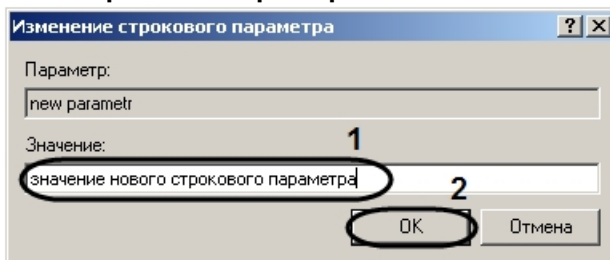 Изменение строкового параметра
Параметр:
new parametr
Значение:
1
значение нового строкового параметра
2
OK
Отмена